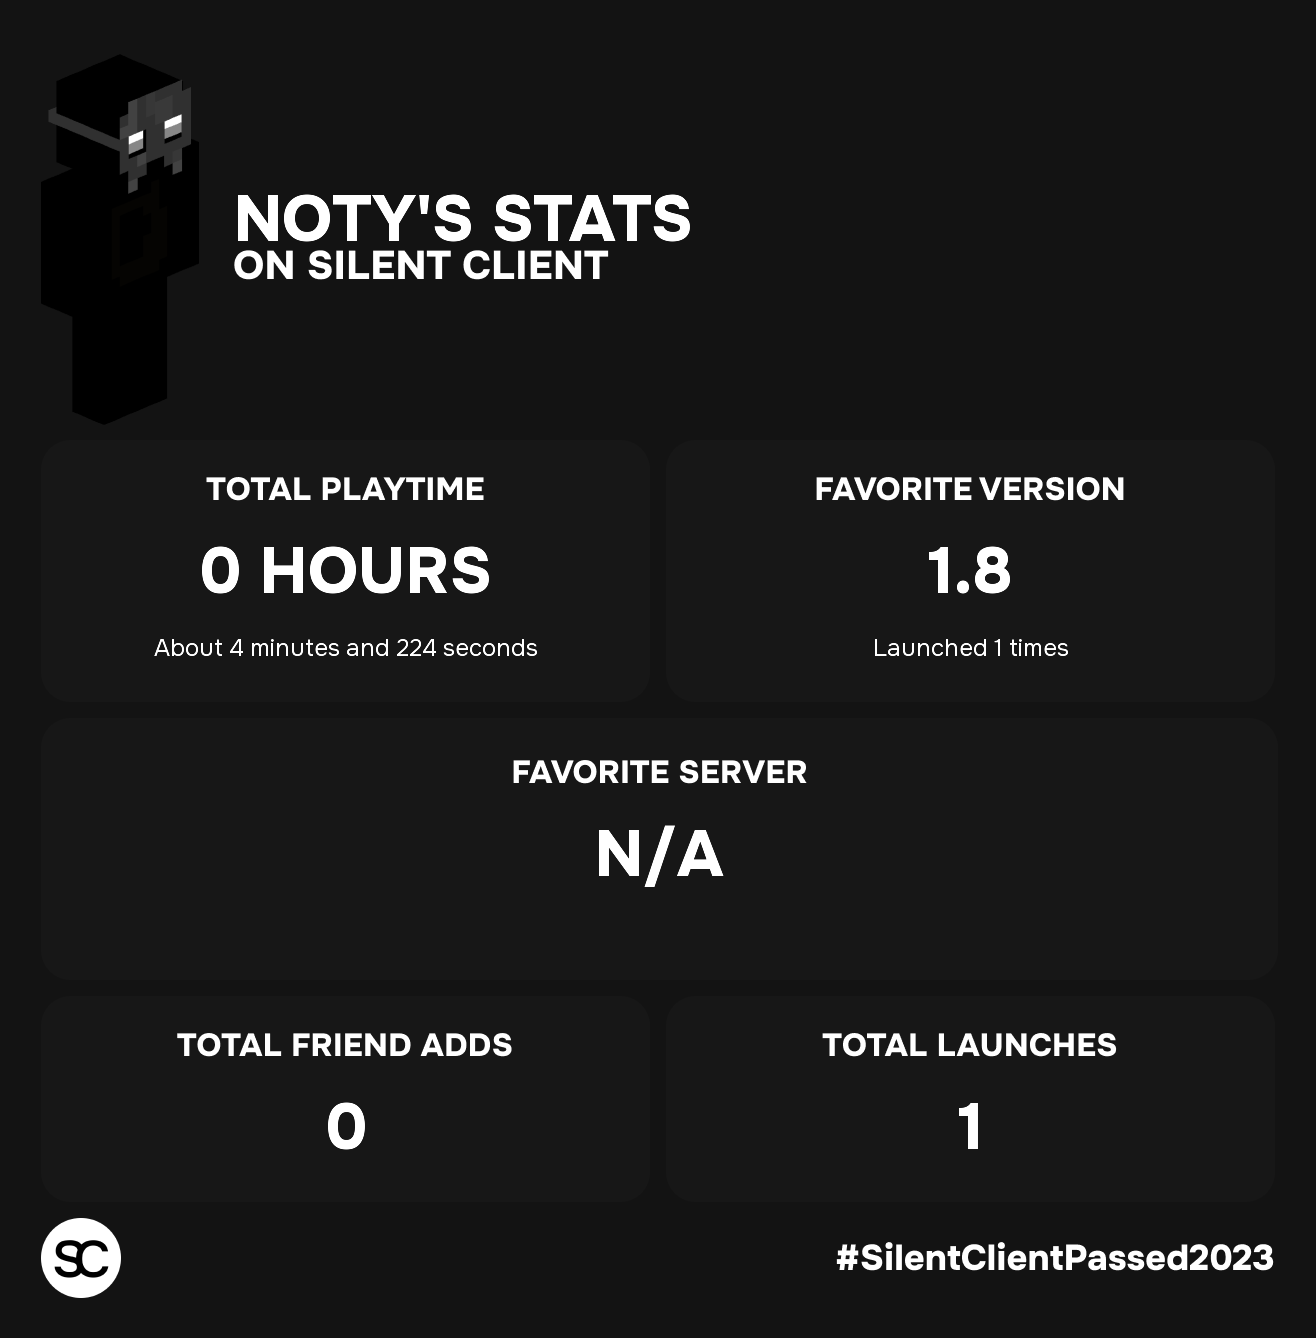 NOTY'S STATS
ON SILENT CLIENT
TOTAL PLAYTIME
0 HOURS
About 4 minutes and 224 seconds
FAVORITE VERSION
1.8
Launched 1 times
FAVORITE SERVER
N/A
TOTAL FRIEND ADDS
0
TOTAL LAUNCHES
1
SC
#SilentClientPassed2023